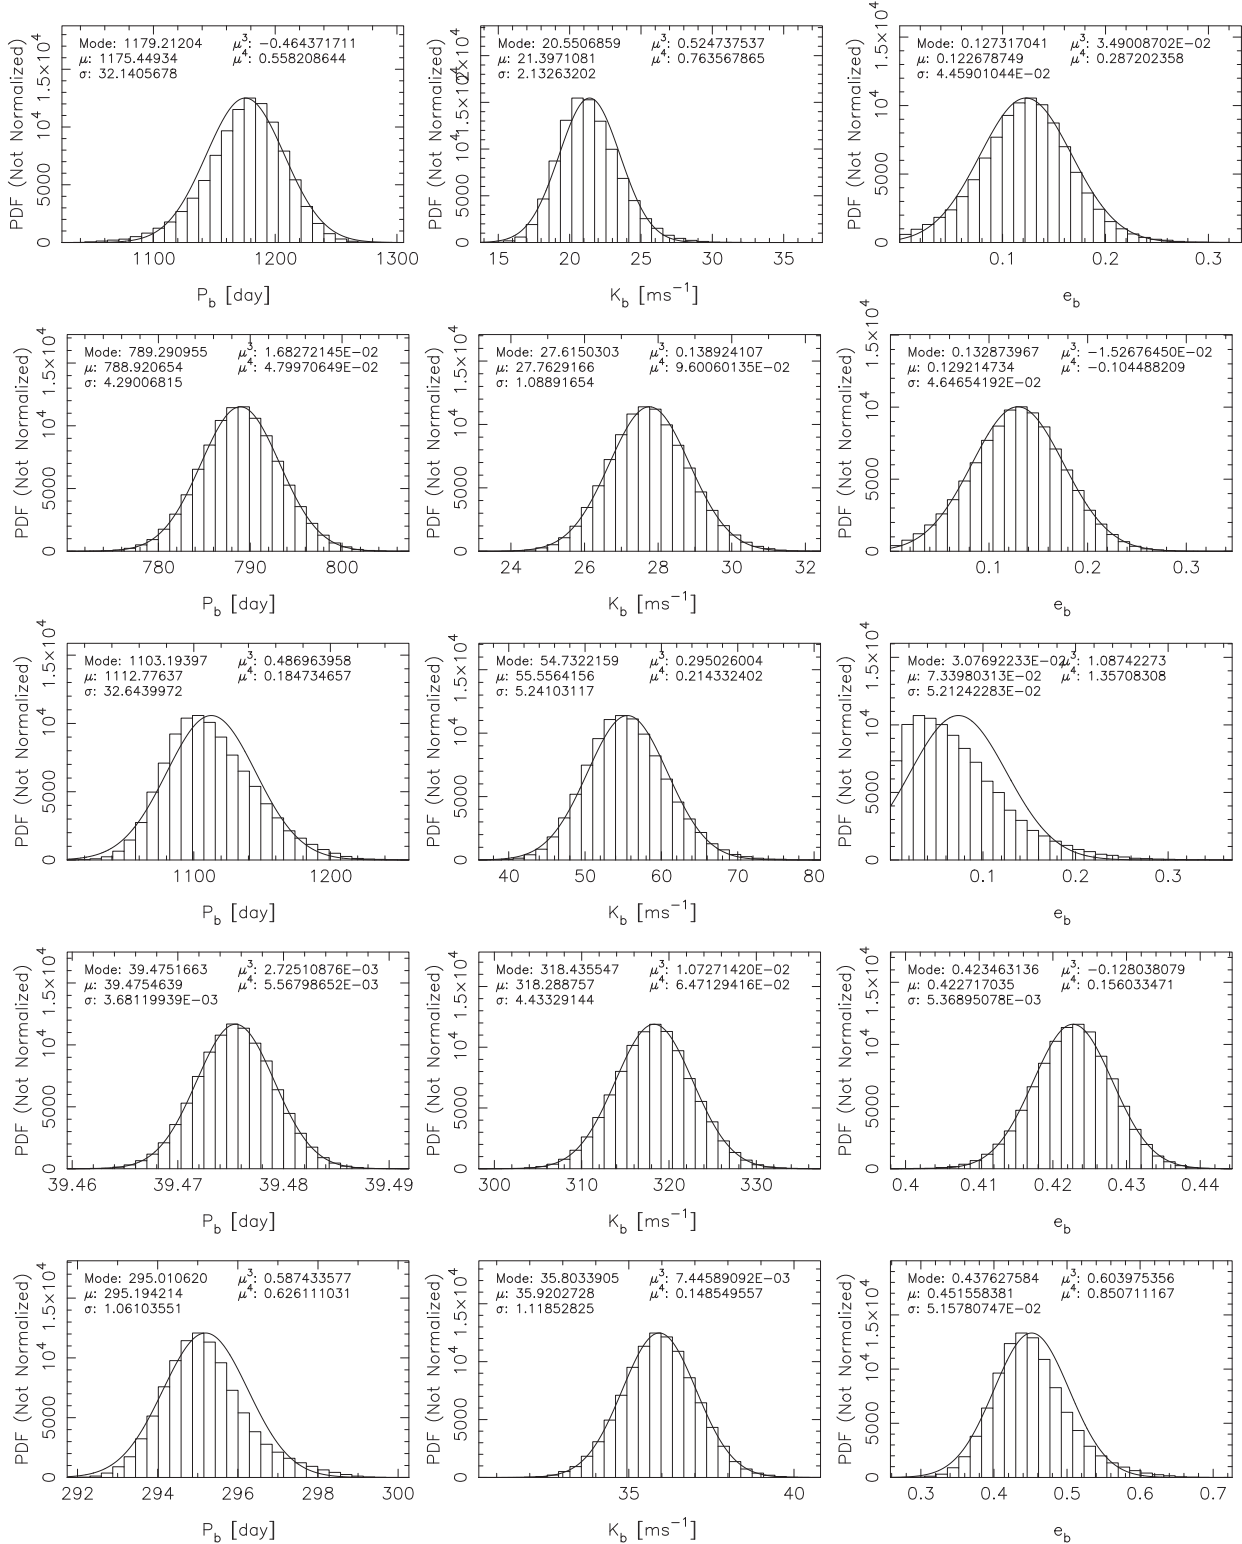 PDF (Not Normalized)
0 5000 10⁴ 1.5×10⁴
Mode: 1179.21204 μ³: −0.464371711
μ: 1175.44934 μ⁴: 0.558208644
σ: 32.1405678
1100 1200 1300
P_b [day]
0 5000 10⁴ 1.5×10⁴ 2×10⁴
Mode: 20.5506859 μ³: 0.524737537
μ: 21.3971081 μ⁴: 0.763567865
σ: 2.13263202
15 20 25 30 35
K_b [ms⁻¹]
PDF (Not Normalized)
0 5000 10⁴ 1.5×10⁴
Mode: 0.127317041 μ³: 3.49008702E−02
μ: 0.122678749 μ⁴: 0.287202358
σ: 4.45901044E−02
0.1 0.2 0.3
e_b
PDF (Not Normalized)
0 5000 10⁴ 1.5×10⁴
Mode: 789.290955 μ³: 1.68272145E−02
μ: 788.920654 μ⁴: 4.79970649E−02
σ: 4.29006815
780 790 800
P_b [day]
PDF (Not Normalized)
0 5000 10⁴ 1.5×10⁴
Mode: 27.6150303 μ³: 0.138924107
μ: 27.7629166 μ⁴: 9.60060135E−02
σ: 1.08891654
24 26 28 30 32
K_b [ms⁻¹]
PDF (Not Normalized)
0 5000 10⁴ 1.5×10⁴
Mode: 0.132873967 μ³: −1.52676450E−02
μ: 0.129214734 μ⁴: −0.104488209
σ: 4.64654192E−02
0.1 0.2 0.3
e_b
PDF (Not Normalized)
0 5000 10⁴ 1.5×10⁴
Mode: 1103.19397 μ³: 0.486963958
μ: 1112.77637 μ⁴: 0.184734657
σ: 32.6439972
1100 1200
P_b [day]
PDF (Not Normalized)
0 5000 10⁴ 1.5×10⁴
Mode: 54.7322159 μ³: 0.295026004
μ: 55.5564156 μ⁴: 0.214332402
σ: 5.24103117
40 50 60 70 80
K_b [ms⁻¹]
PDF (Not Normalized)
0 5000 10⁴ 1.5×10⁴
Mode: 3.07692233E−02 μ³: 1.08742273
μ: 7.33980313E−02 μ⁴: 1.35708308
σ: 5.21242283E−02
0.1 0.2 0.3
e_b
PDF (Not Normalized)
0 5000 10⁴ 1.5×10⁴
Mode: 39.4751663 μ³: 2.72510876E−03
μ: 39.4754639 μ⁴: 5.56798652E−03
σ: 3.68119939E−03
39.46 39.47 39.48 39.49
P_b [day]
PDF (Not Normalized)
0 5000 10⁴ 1.5×10⁴
Mode: 318.435547 μ³: 1.07271420E−02
μ: 318.288757 μ⁴: 6.47129416E−02
σ: 4.43329144
300 310 320 330
K_b [ms⁻¹]
PDF (Not Normalized)
0 5000 10⁴ 1.5×10⁴
Mode: 0.423463136 μ³: −0.128038079
μ: 0.422717035 μ⁴: 0.156033471
σ: 5.36895078E−03
0.4 0.41 0.42 0.43 0.44
e_b
PDF (Not Normalized)
0 5000 10⁴ 1.5×10⁴
Mode: 295.010620 μ³: 0.587433577
μ: 295.194214 μ⁴: 0.626111031
σ: 1.06103551
292 294 296 298 300
P_b [day]
PDF (Not Normalized)
0 5000 10⁴ 1.5×10⁴
Mode: 35.8033905 μ³: 7.44589092E−03
μ: 35.9202728 μ⁴: 0.148549557
σ: 1.11852825
35 40
K_b [ms⁻¹]
PDF (Not Normalized)
0 5000 10⁴ 1.5×10⁴
Mode: 0.437627584 μ³: 0.603975356
μ: 0.451558381 μ⁴: 0.850711167
σ: 5.15780747E−02
0.3 0.4 0.5 0.6 0.7
e_b